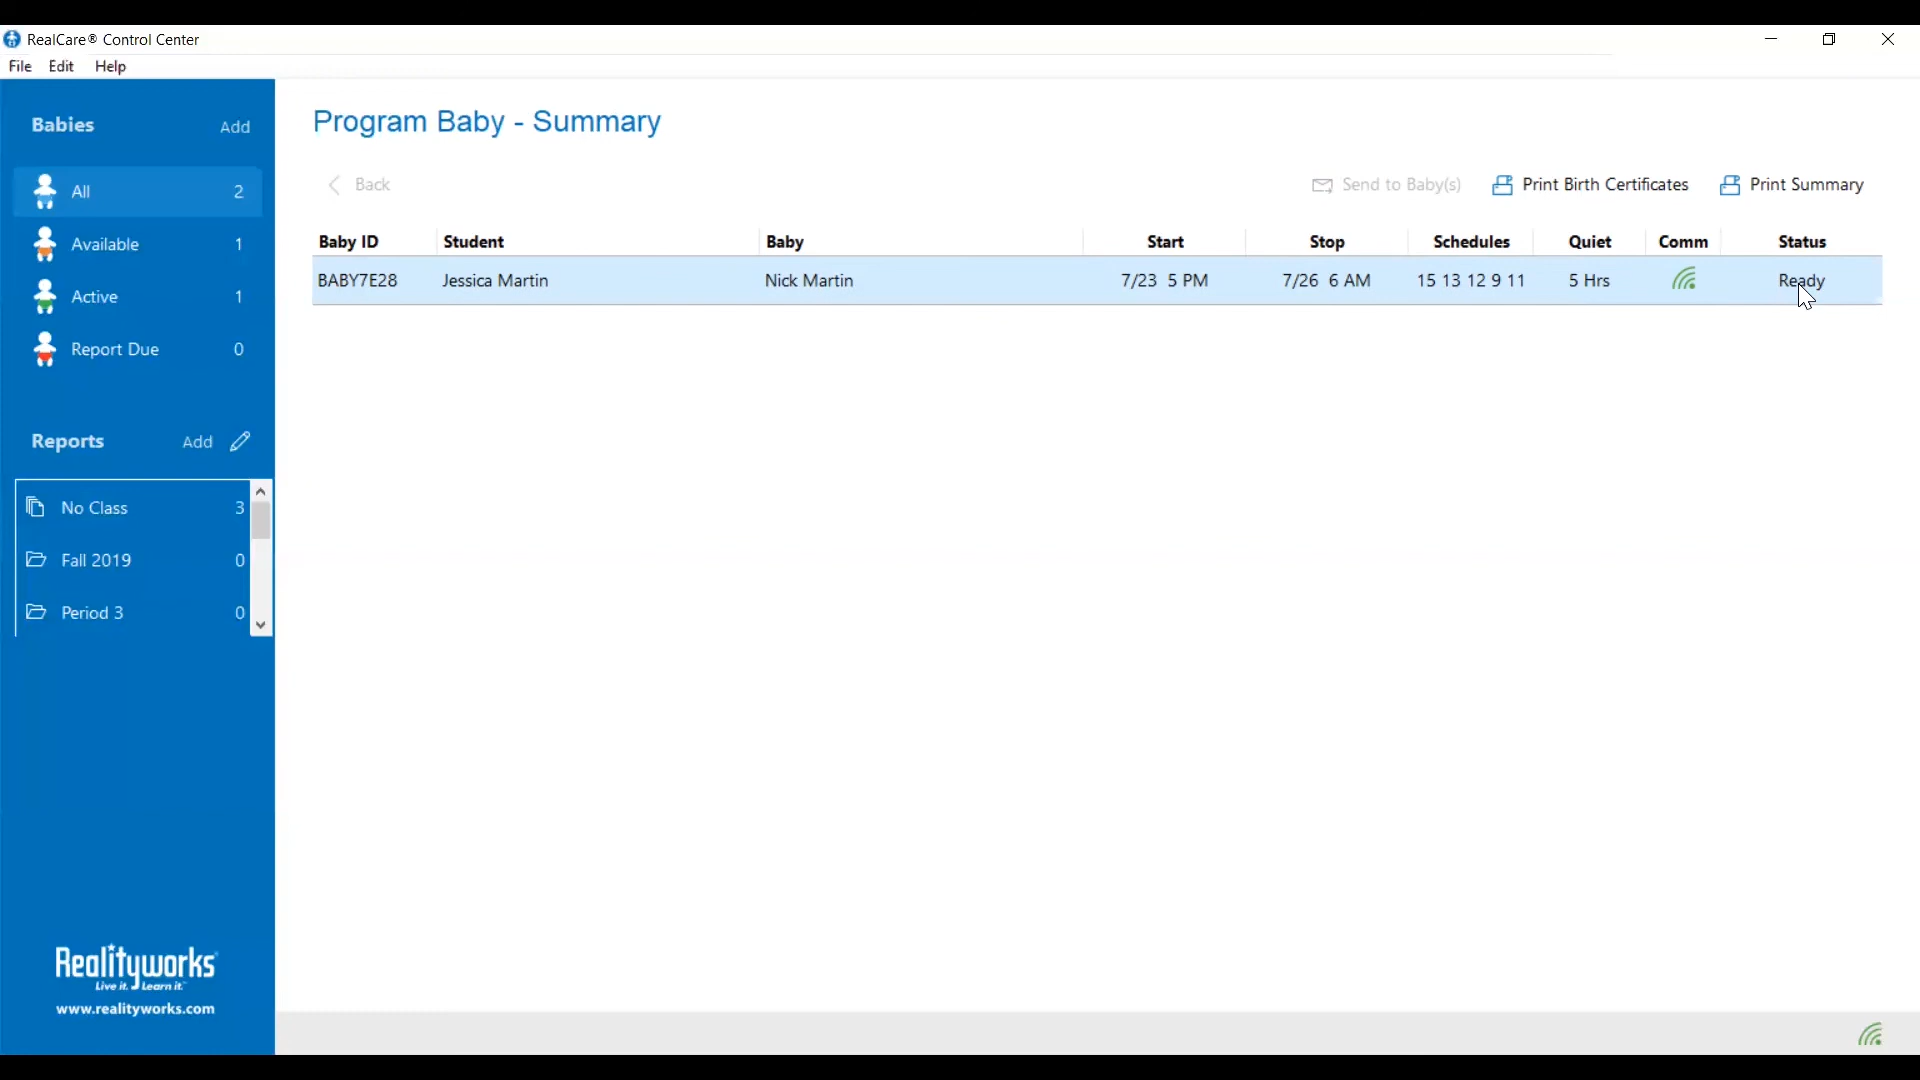 RealCare® Control Center
File Edit Help
Babies Add
All 2
Available 1
Active 1
Report Due 0
Reports Add
No Class 3
Fall 2019 0
Period 3 0
Realityworks
Live it. Learn it.™
www.realityworks.com
Program Baby - Summary
Back Send to Baby(s) Print Birth Certificates Print Summary
Baby ID Student Baby Start Stop Schedules Quiet Comm Status
BABY7E28 Jessica Martin Nick Martin 7/23 5 PM 7/26 6 AM 15 13 12 9 11 5 Hrs Ready